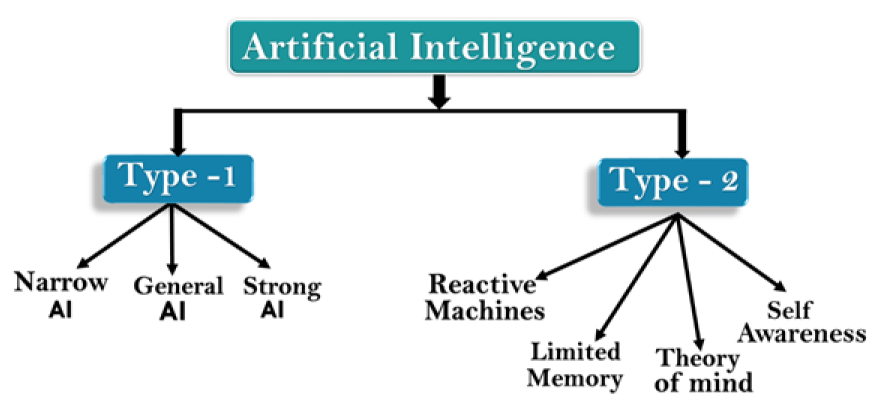 Artificial Intelligence
Type -1
Type - 2
Narrow
AI
General
AI
Strong
AI
Reactive
Machines
Limited
Memory
Theory
of mind
Self
Awareness